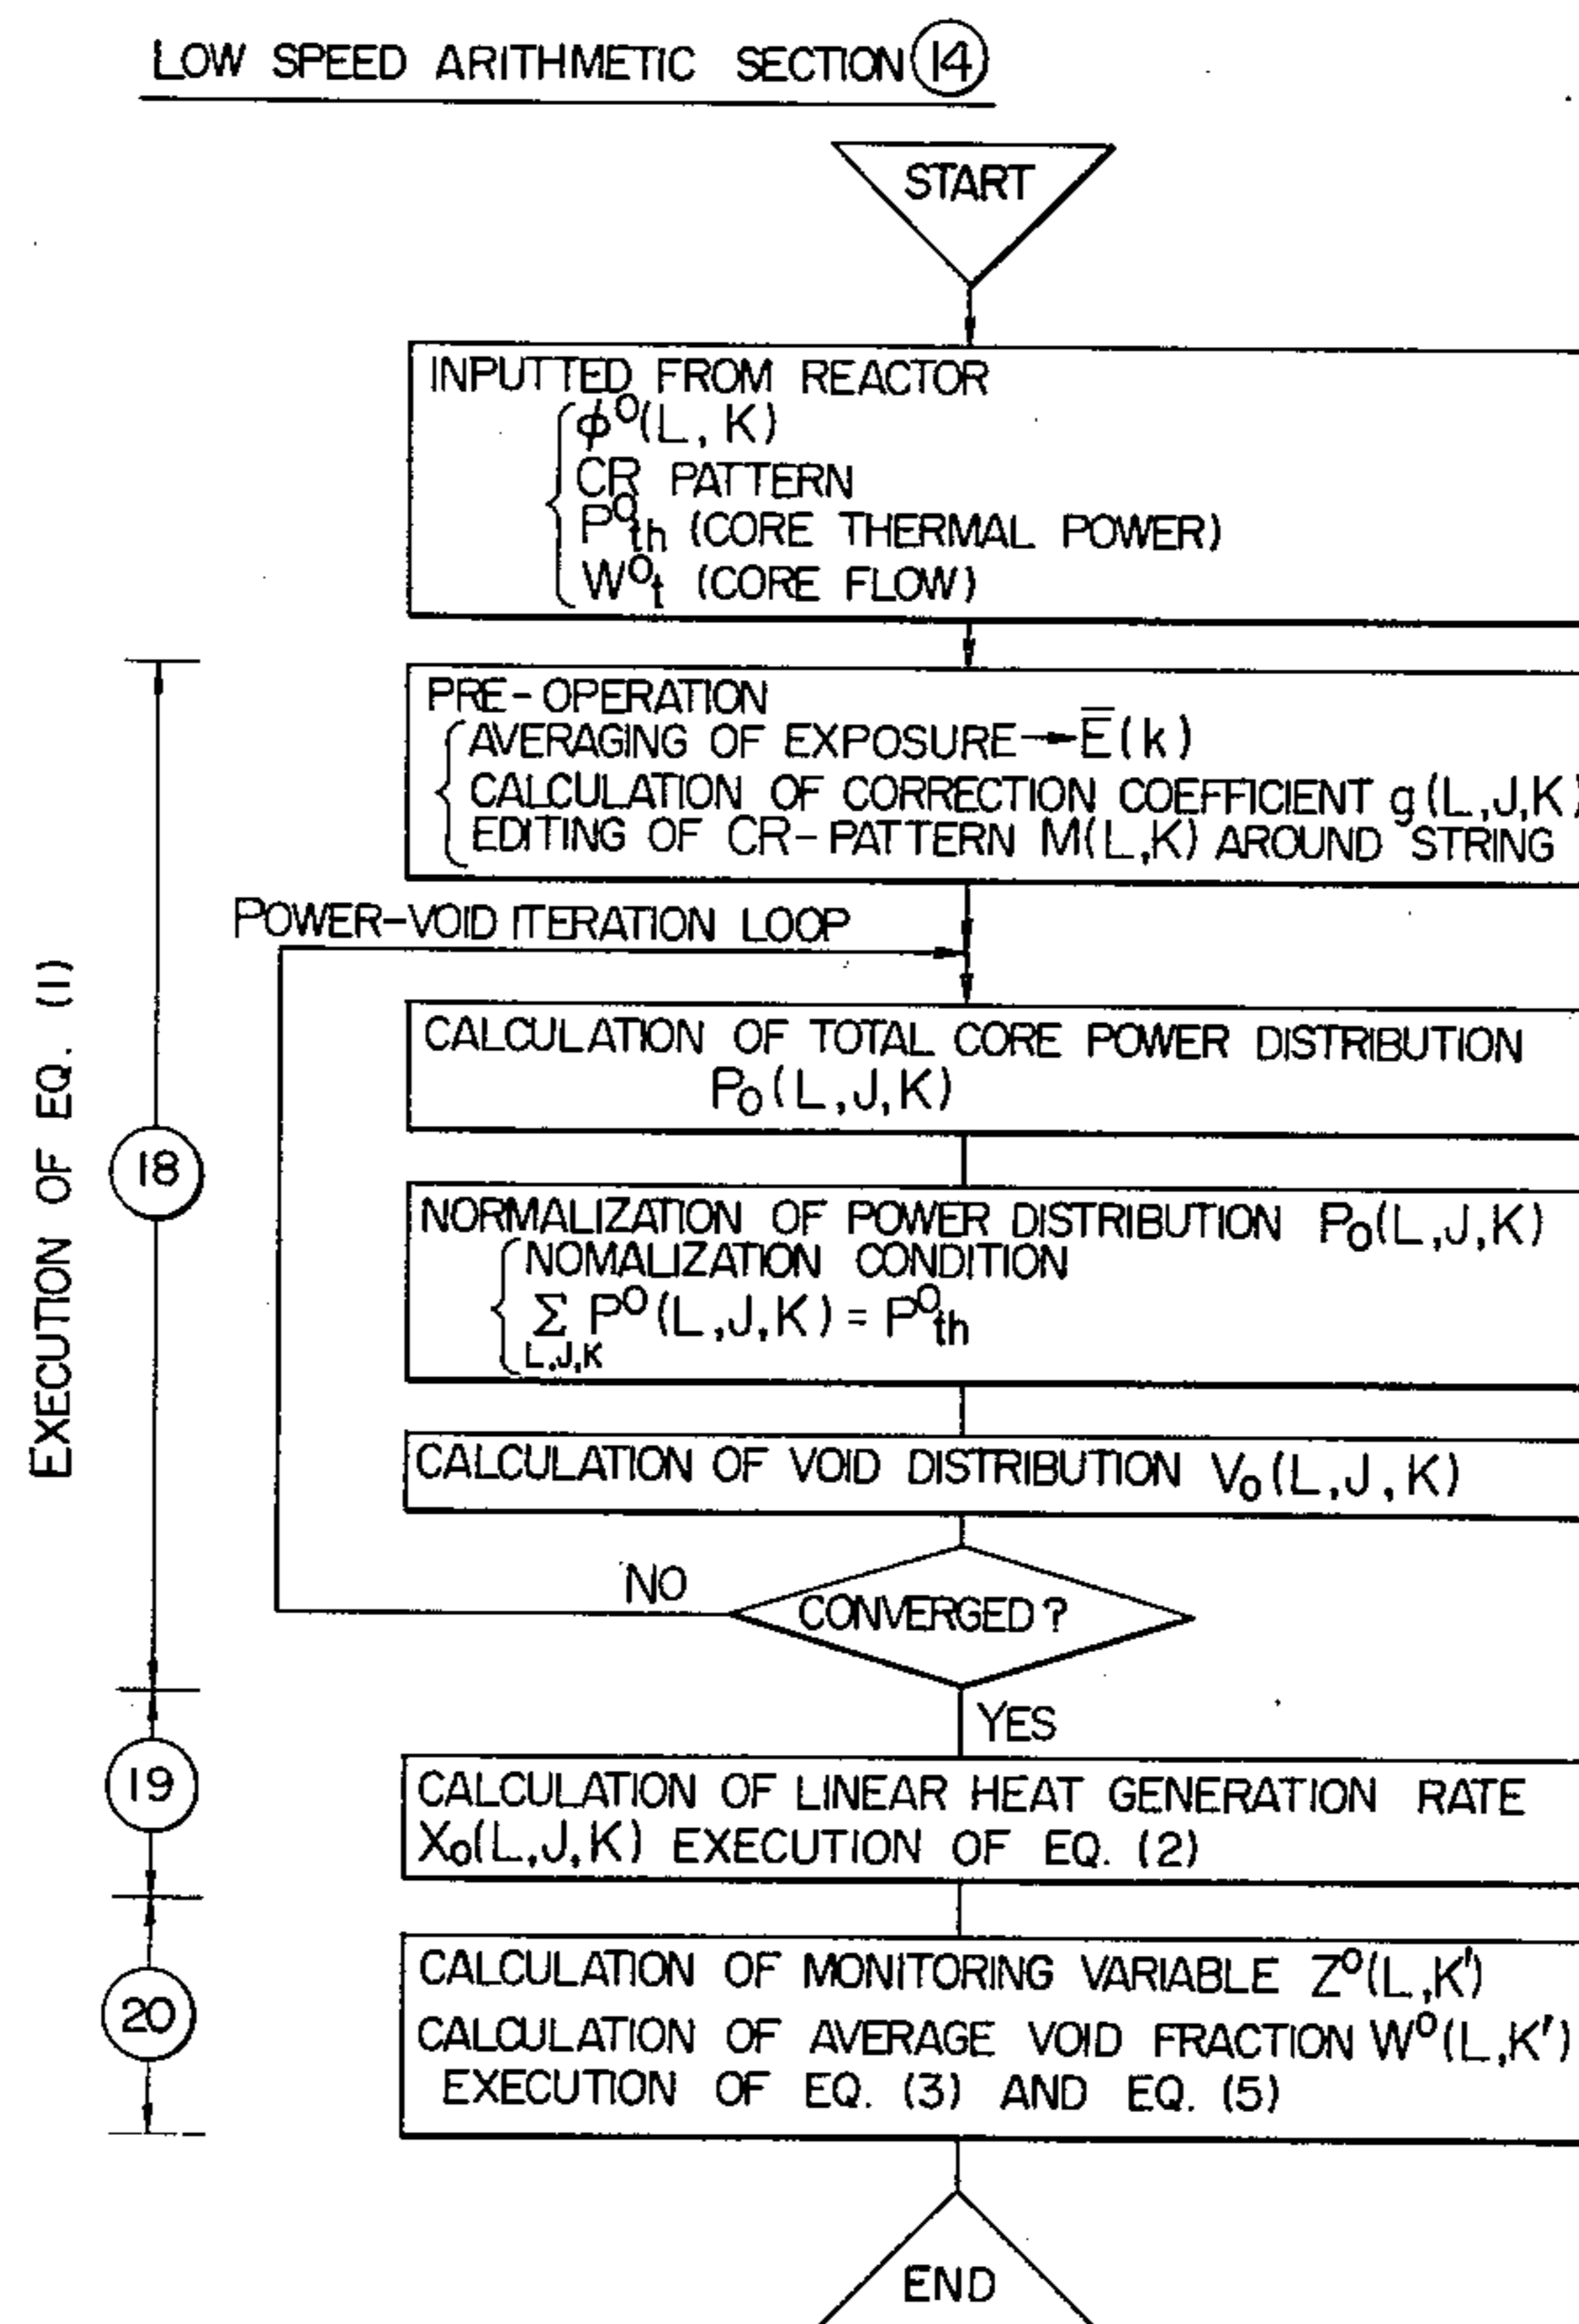 LOW SPEED ARITHMETIC SECTION 14
START
INPUTTED FROM REACTOR
ϕ⁰(L, K)
CR PATTERN
P⁰th (CORE THERMAL POWER)
W⁰t (CORE FLOW)
PRE-OPERATION
AVERAGING OF EXPOSURE→E̅(k)
CALCULATION OF CORRECTION COEFFICIENT g(L,J,K)
EDITING OF CR-PATTERN M(L,K) AROUND STRING
POWER-VOID ITERATION LOOP
CALCULATION OF TOTAL CORE POWER DISTRIBUTION
P₀(L,J,K)
EXECUTION OF EQ. (1)
18
NORMALIZATION OF POWER DISTRIBUTION P₀(L,J,K)
NOMALIZATION CONDITION
Σ P⁰(L,J,K) = P⁰th
L,J,K
CALCULATION OF VOID DISTRIBUTION V₀(L,J,K)
NO
CONVERGED?
YES
19
CALCULATION OF LINEAR HEAT GENERATION RATE
X₀(L,J,K) EXECUTION OF EQ. (2)
20
CALCULATION OF MONITORING VARIABLE Z⁰(L,K')
CALCULATION OF AVERAGE VOID FRACTION W⁰(L,K')
EXECUTION OF EQ. (3) AND EQ. (5)
END